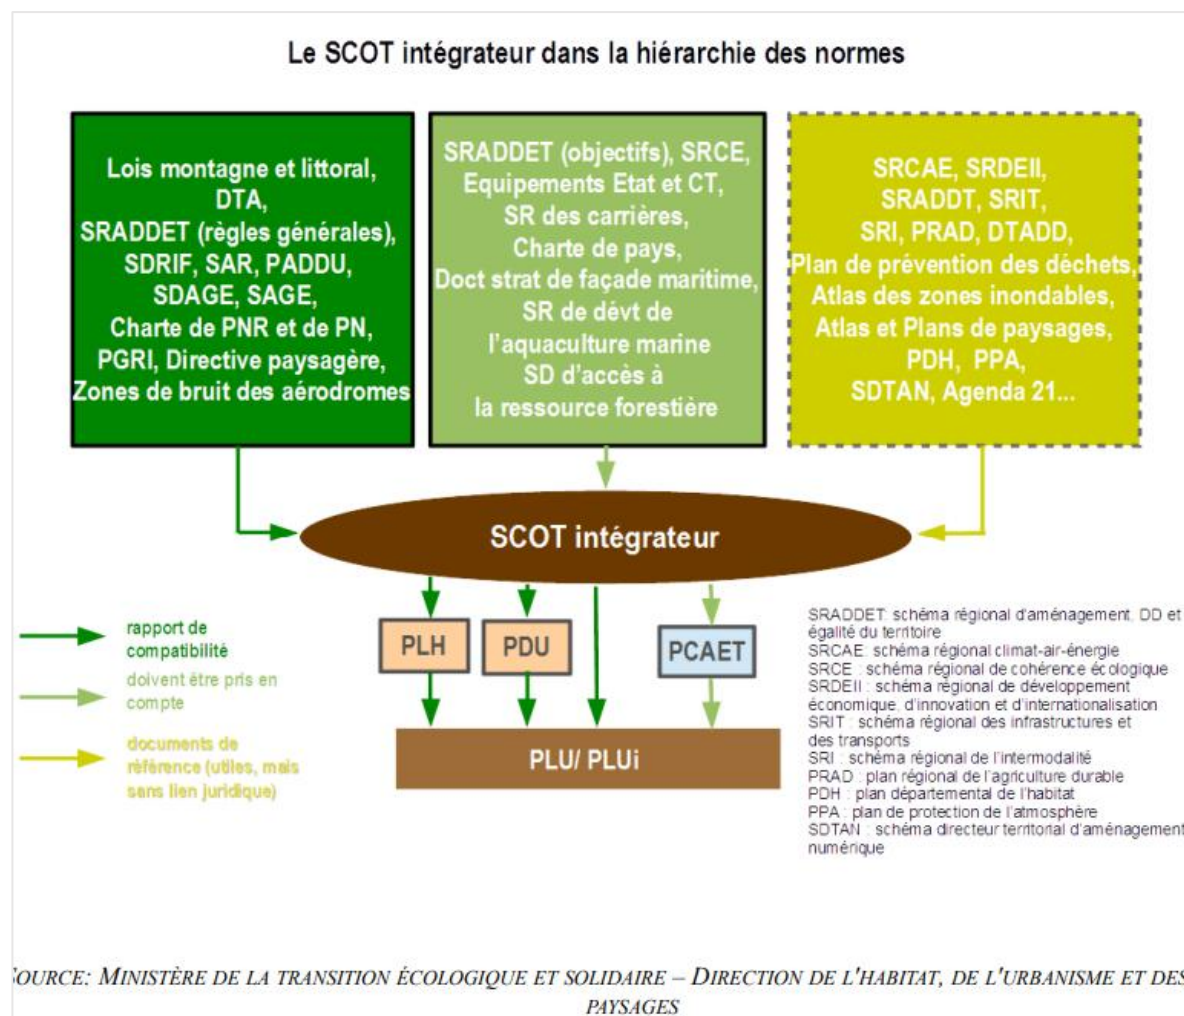 Le SCOT intégrateur dans la hiérarchie des normes
Lois montagne et littoral,
DTA,
SRADDET (règles générales),
SDRIF, SAR, PADDU,
SDAGE, SAGE,
Charte de PNR et de PN,
PGRI, Directive paysagère,
Zones de bruit des aérodromes
SRADDET (objectifs), SRCE,
Equipements Etat et CT,
SR des carrières,
Charte de pays,
Doct strat de façade maritime,
SR de dévt de
l'aquaculture marine
SD d'accès à
la ressource forestière
SRCAE, SRDEII,
SRADDT, SRIT,
SRI, PRAD, DTADD,
Plan de prévention des déchets,
Atlas des zones inondables,
Atlas et Plans de paysages,
PDH, PPA,
SDTAN, Agenda 21...
SCOT intégrateur
PLH
PDU
PCAET
PLU/ PLUi
rapport de
compatibilité
doivent être pris en
compte
documents de
référence (utiles, mais
sans lien juridique)
SRADDET: schéma régional d'aménagement, DD et
égalité du territoire
SRCAE: schéma régional climat-air-énergie
SRCE : schéma régional de cohérence écologique
SRDEII : schéma régional de développement
économique, d'innovation et d'internationalisation
SRIT : schéma régional des infrastructures et
des transports
SRI : schéma régional de l'intermodalité
PRAD : plan régional de l'agriculture durable
PDH : plan départemental de l'habitat
PPA : plan de protection de l'atmosphère
SDTAN : schéma directeur territorial d'aménagement
numérique
SOURCE: MINISTÈRE DE LA TRANSITION ÉCOLOGIQUE ET SOLIDAIRE – DIRECTION DE L'HABITAT, DE L'URBANISME ET DES
PAYSAGES